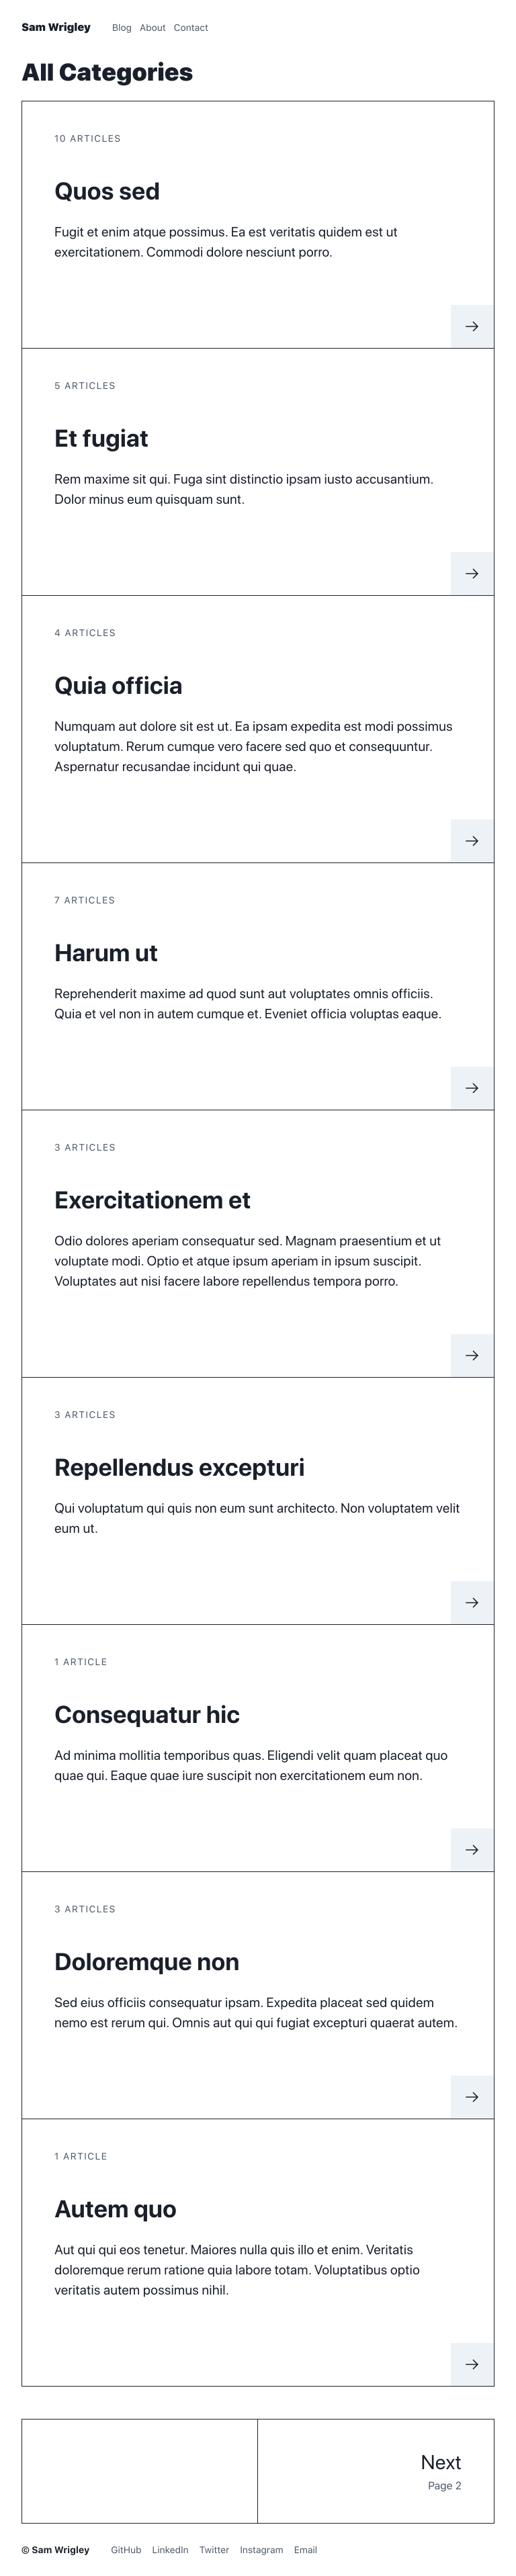 Sam Wrigley Blog About Contact
All Categories
10 ARTICLES
Quos sed
Fugit et enim atque possimus. Ea est veritatis quidem est ut
exercitationem. Commodi dolore nesciunt porro.
5 ARTICLES
Et fugiat
Rem maxime sit qui. Fuga sint distinctio ipsam iusto accusantium.
Dolor minus eum quisquam sunt.
4 ARTICLES
Quia officia
Numquam aut dolore sit est ut. Ea ipsam expedita est modi possimus
voluptatum. Rerum cumque vero facere sed quo et consequuntur.
Aspernatur recusandae incidunt qui quae.
7 ARTICLES
Harum ut
Reprehenderit maxime ad quod sunt aut voluptates omnis officiis.
Quia et vel non in autem cumque et. Eveniet officia voluptas eaque.
3 ARTICLES
Exercitationem et
Odio dolores aperiam consequatur sed. Magnam praesentium et ut
voluptate modi. Optio et atque ipsum aperiam in ipsum suscipit.
Voluptates aut nisi facere labore repellendus tempora porro.
3 ARTICLES
Repellendus excepturi
Qui voluptatum qui quis non eum sunt architecto. Non voluptatem velit
eum ut.
1 ARTICLE
Consequatur hic
Ad minima mollitia temporibus quas. Eligendi velit quam placeat quo
quae qui. Eaque quae iure suscipit non exercitationem eum non.
3 ARTICLES
Doloremque non
Sed eius officiis consequatur ipsam. Expedita placeat sed quidem
nemo est rerum qui. Omnis aut qui qui fugiat excepturi quaerat autem.
1 ARTICLE
Autem quo
Aut qui qui eos tenetur. Maiores nulla quis illo et enim. Veritatis
doloremque rerum ratione quia labore totam. Voluptatibus optio
veritatis autem possimus nihil.
Next
Page 2
© Sam Wrigley GitHub LinkedIn Twitter Instagram Email